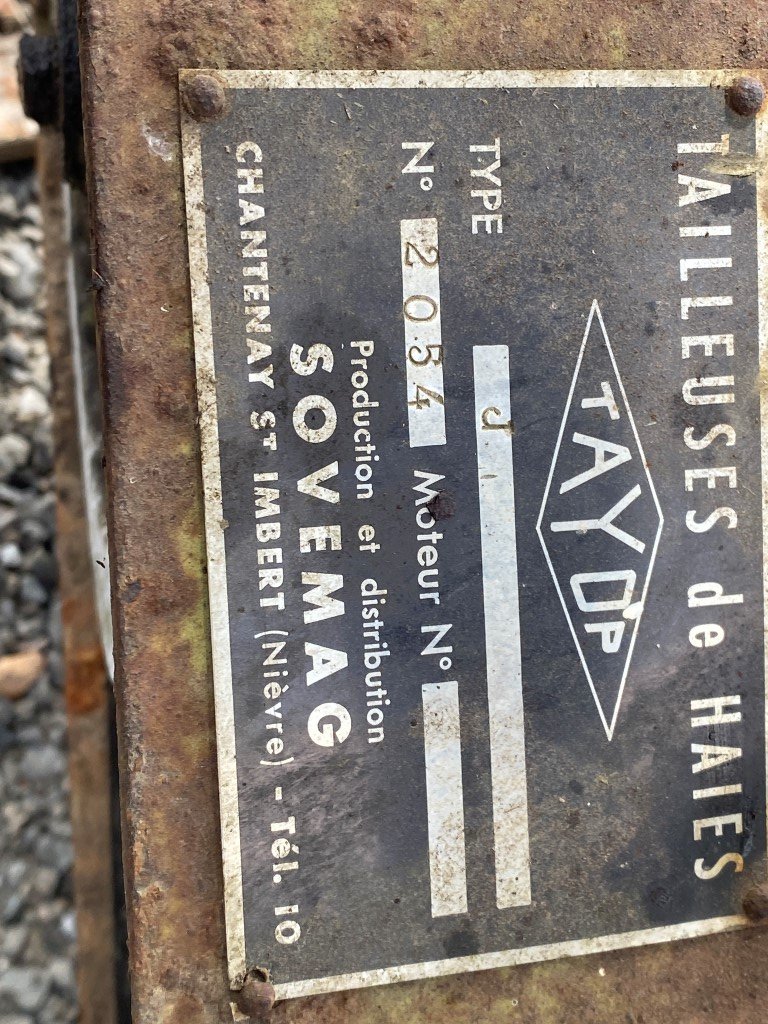 TAILLEUSES de HAIES
TAYOP
TYPE J
N° 2054 Moteur N°
Production et distribution
SOVEMAG
CHANTENAY ST IMBERT (Nièvre) - Tél. 10